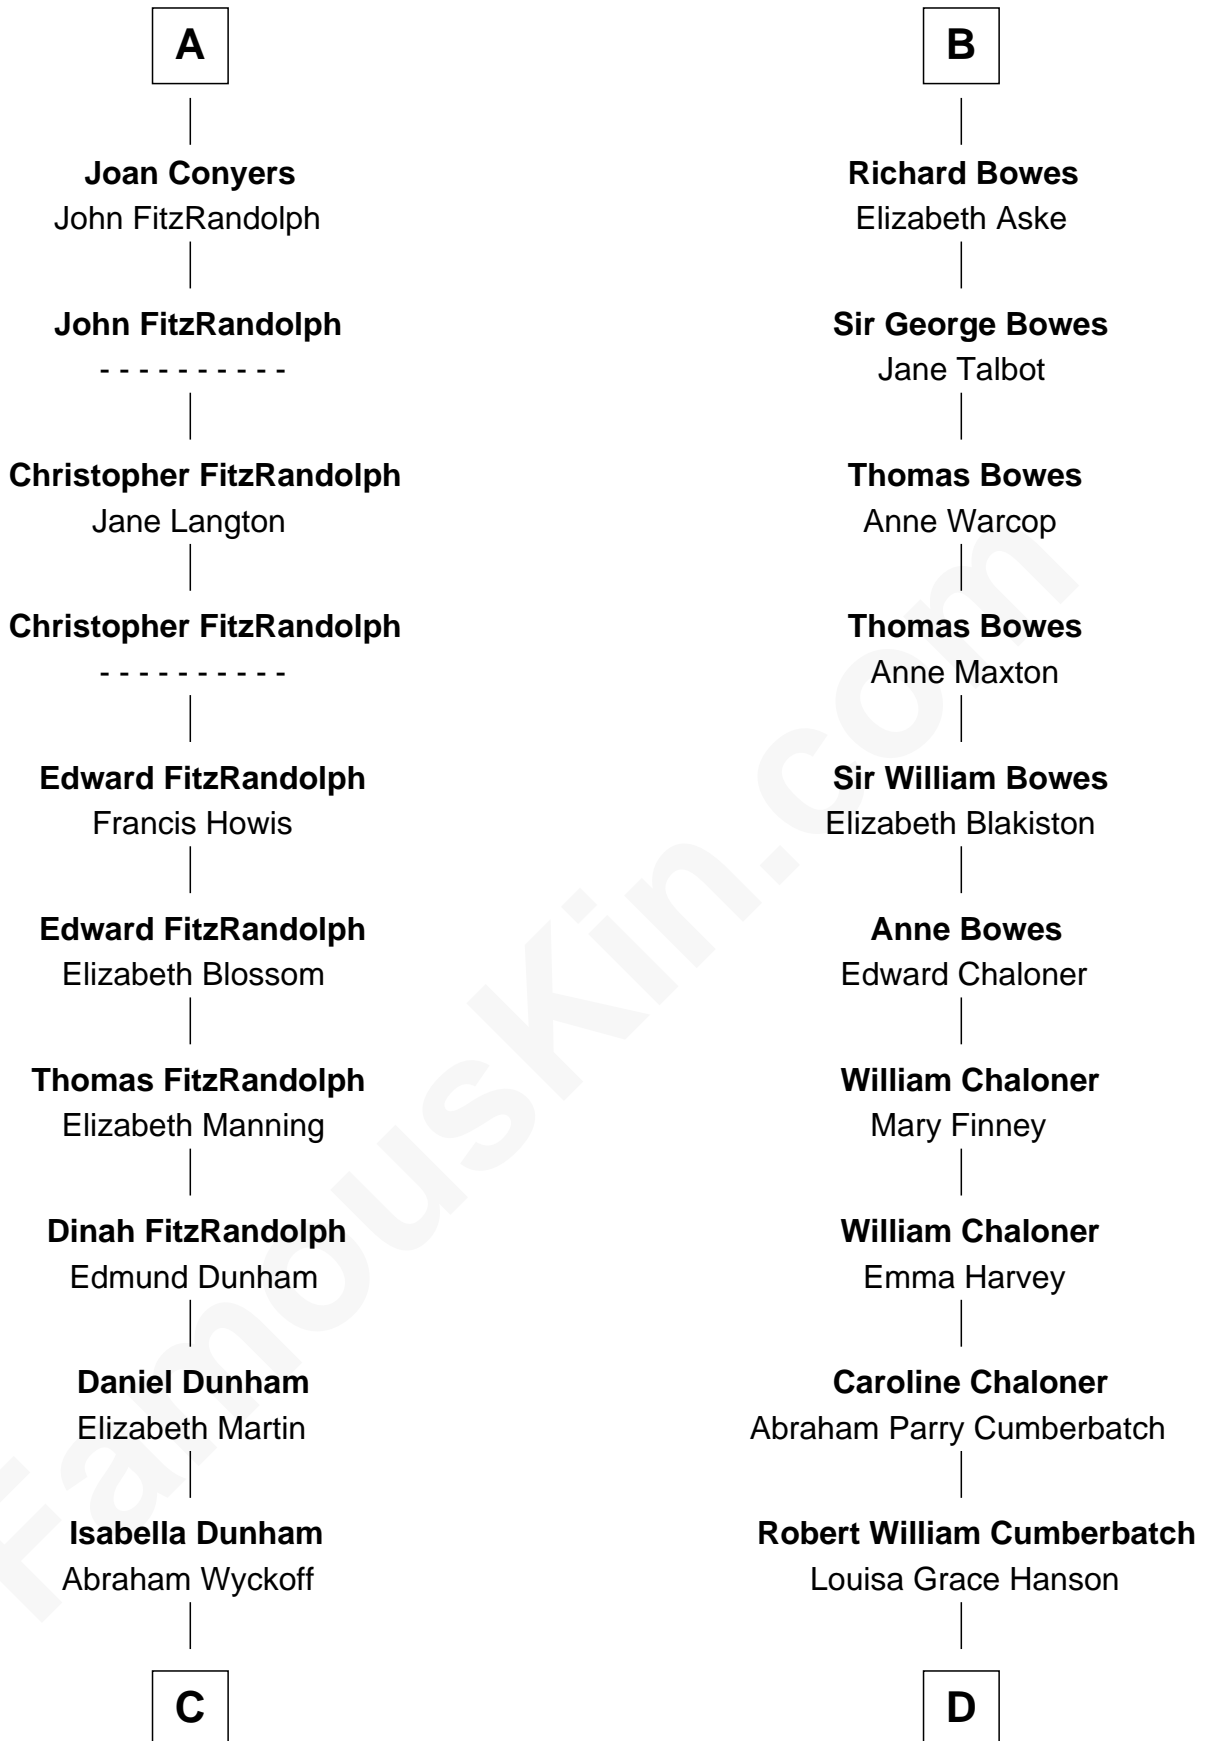 A
Joan Conyers
John FitzRandolph
John FitzRandolph
- - - - - - - - - -
Christopher FitzRandolph
Jane Langton
Christopher FitzRandolph
- - - - - - - - - -
Edward FitzRandolph
Francis Howis
Edward FitzRandolph
Elizabeth Blossom
Thomas FitzRandolph
Elizabeth Manning
Dinah FitzRandolph
Edmund Dunham
Daniel Dunham
Elizabeth Martin
Isabella Dunham
Abraham Wyckoff
C
B
Richard Bowes
Elizabeth Aske
Sir George Bowes
Jane Talbot
Thomas Bowes
Anne Warcop
Thomas Bowes
Anne Maxton
Sir William Bowes
Elizabeth Blakiston
Anne Bowes
Edward Chaloner
William Chaloner
Mary Finney
William Chaloner
Emma Harvey
Caroline Chaloner
Abraham Parry Cumberbatch
Robert William Cumberbatch
Louisa Grace Hanson
D
FamousKin.com